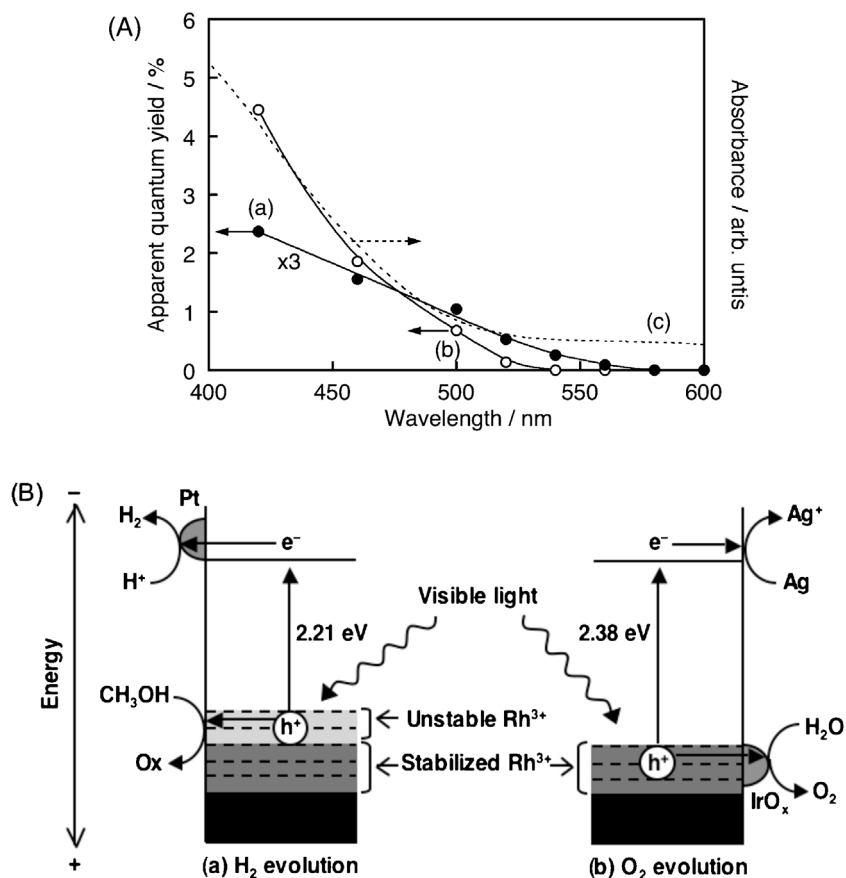 (A)
Apparent quantum yield / %
6
5
4
3
2
1
0
(a)
x3
(b)
(c)
400
450
500
550
600
Wavelength / nm
Absorbance / arb. untis
(B)
−
+
Energy
Pt
H₂
H⁺
e⁻
2.21 eV
CH₃OH
Ox
h⁺
Unstable Rh³⁺
Stabilized Rh³⁺
(a) H₂ evolution
Visible light
e⁻
Ag⁺
Ag
2.38 eV
h⁺
H₂O
O₂
IrOₓ
(b) O₂ evolution